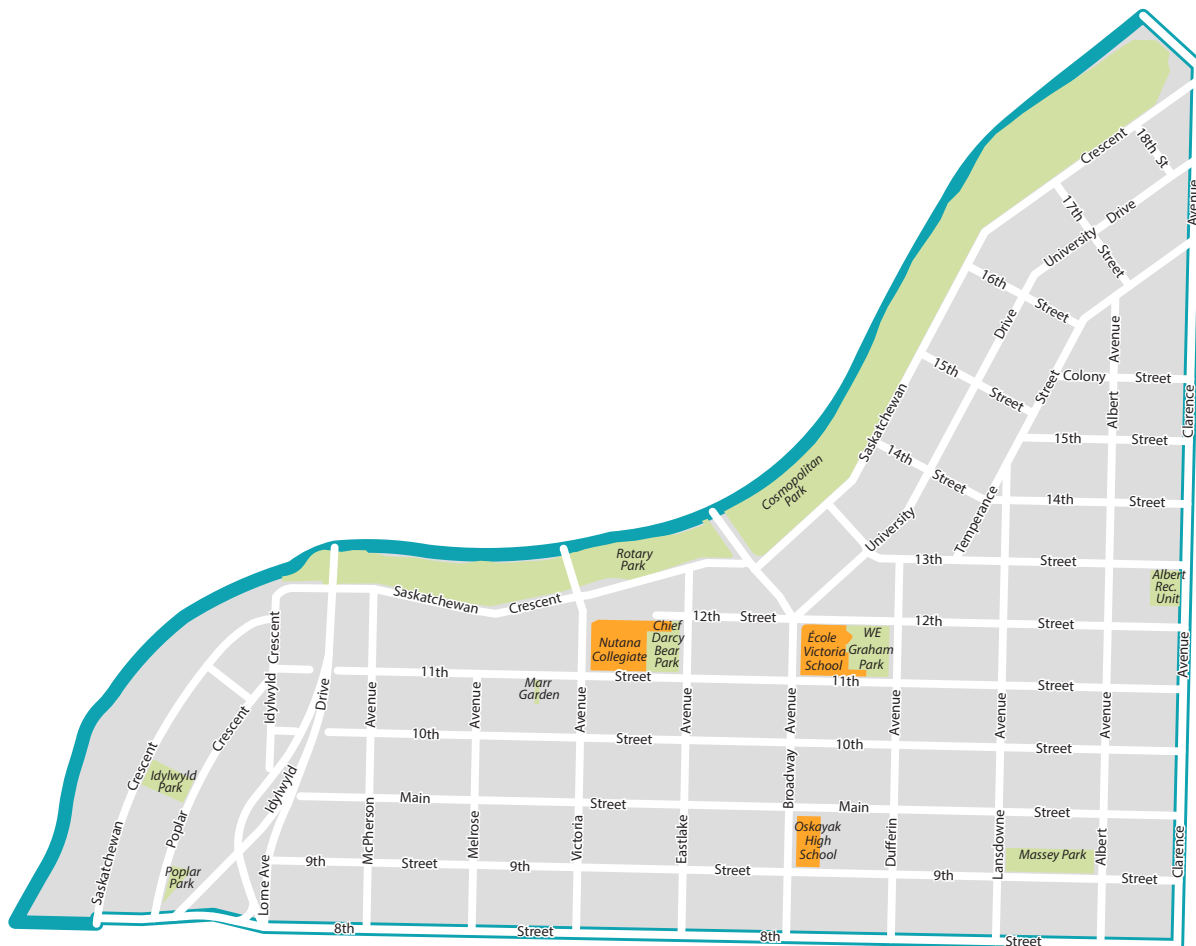 Crescent
18th St
Avenue
17th
Drive
University
Street
16th
Street
Drive
Avenue
15th
Street
Street
Colony
Street
Albert
Clarence
Saskatchewan
15th
Street
14th
Street
Cosmopolitan
Park
14th
Street
University
Temperance
Rotary
Park
13th
Street
Albert
Rec.
Unit
Saskatchewan
Crescent
12th
Street
12th
Street
Crescent
Nutana
Collegiate
Chief
Darcy
Bear
Park
École
Victoria
School
WE
Graham
Park
Avenue
11th
Street
11th
Street
Marr
Garden
Idylwyld
Drive
Avenue
Avenue
Avenue
Avenue
Avenue
Avenue
Avenue
Avenue
Crescent
10th
Street
10th
Street
Crescent
Idylwyld
Park
Idylwyld
Broadway
Main
Street
Main
Street
Poplar
McPherson
Melrose
Victoria
Eastlake
Oskayak
High
School
Dufferin
Lansdowne
Albert
Clarence
Massey Park
Saskatchewan
Poplar
Park
Lorne Ave
9th
Street
9th
Street
9th
Street
8th
Street
8th
Street